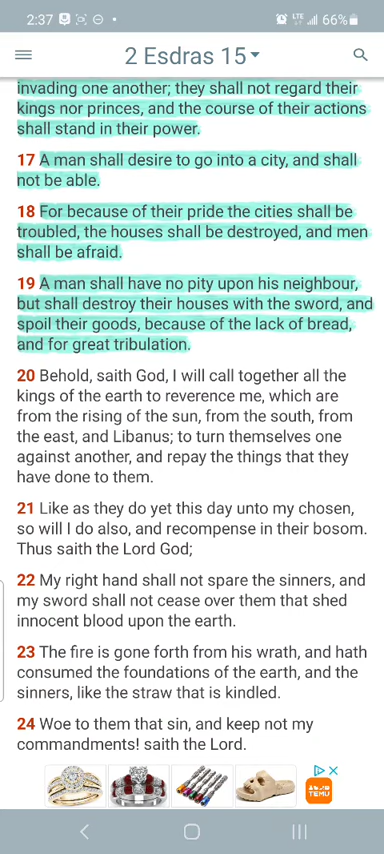 2:37
LTE
66%
2 Esdras 15
invading one another; they shall not regard their
kings nor princes, and the course of their actions
shall stand in their power.
17 A man shall desire to go into a city, and shall
not be able.
18 For because of their pride the cities shall be
troubled, the houses shall be destroyed, and men
shall be afraid.
19 A man shall have no pity upon his neighbour,
but shall destroy their houses with the sword, and
spoil their goods, because of the lack of bread,
and for great tribulation.
20 Behold, saith God, I will call together all the
kings of the earth to reverence me, which are
from the rising of the sun, from the south, from
the east, and Libanus; to turn themselves one
against another, and repay the things that they
have done to them.
21 Like as they do yet this day unto my chosen,
so will I do also, and recompense in their bosom.
Thus saith the Lord God;
22 My right hand shall not spare the sinners, and
my sword shall not cease over them that shed
innocent blood upon the earth.
23 The fire is gone forth from his wrath, and hath
consumed the foundations of the earth, and the
sinners, like the straw that is kindled.
24 Woe to them that sin, and keep not my
commandments! saith the Lord.
TEMU